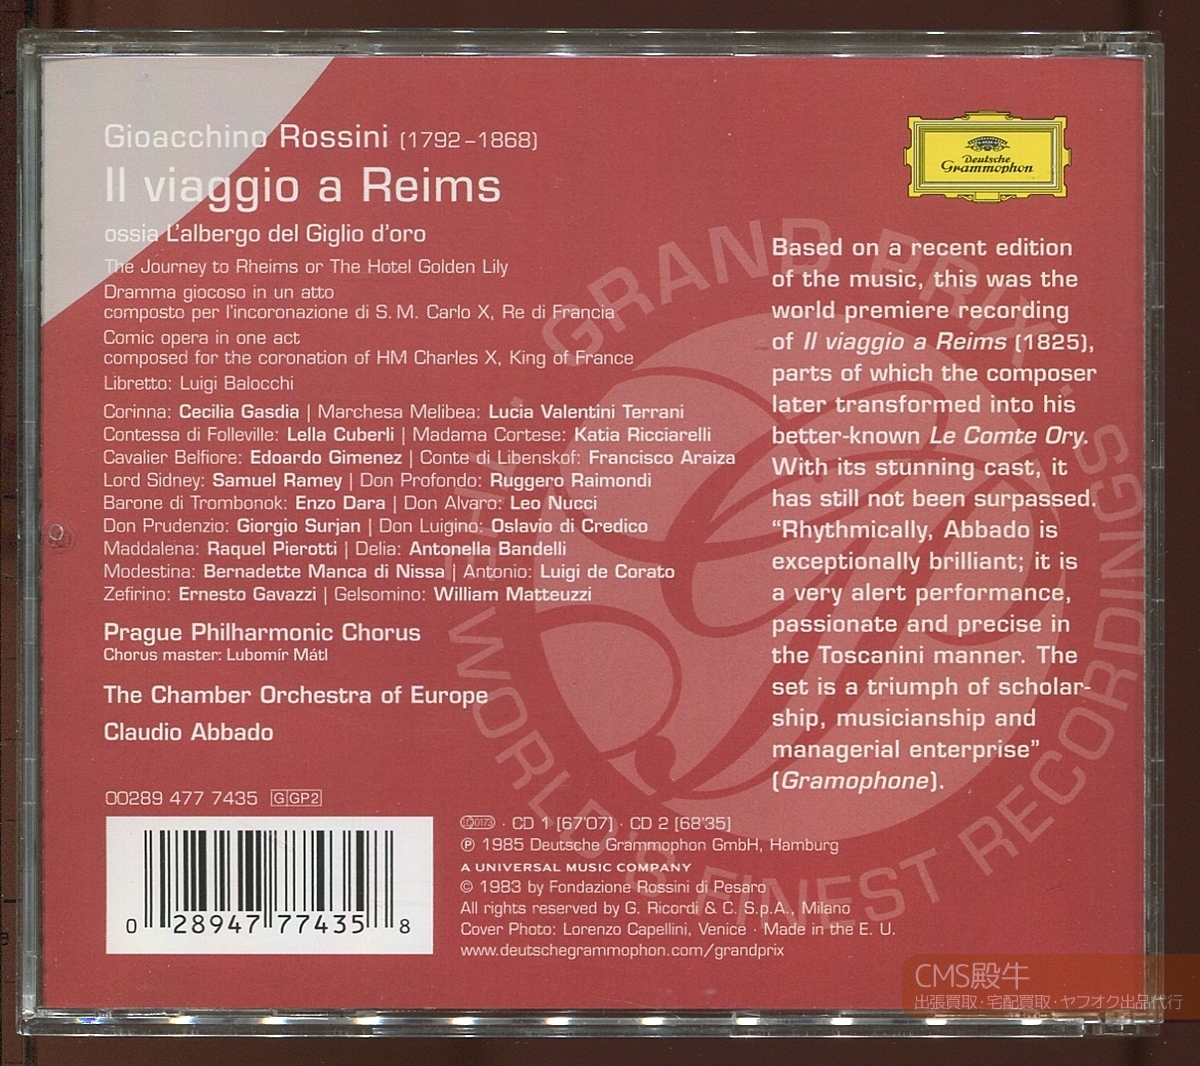 Gioacchino Rossini (1792–1868)
Il viaggio a Reims
ossia L'albergo del Giglio d'oro
The Journey to Rheims or The Hotel Golden Lily
Dramma giocoso in un atto
composto per l'incoronazione di S. M. Carlo X, Re di Francia
Comic opera in one act
composed for the coronation of HM Charles X, King of France
Libretto: Luigi Balocchi
Corinna: Cecilia Gasdia | Marchesa Melibea: Lucia Valentini Terrani
Contessa di Folleville: Lella Cuberli | Madama Cortese: Katia Ricciarelli
Cavalier Belfiore: Edoardo Gimenez | Conte di Libenskof: Francisco Araiza
Lord Sidney: Samuel Ramey | Don Profondo: Ruggero Raimondi
Barone di Trombonok: Enzo Dara | Don Alvaro: Leo Nucci
Don Prudenzio: Giorgio Surjan | Don Luigino: Oslavio di Credico
Maddalena: Raquel Pierotti | Delia: Antonella Bandelli
Modestina: Bernadette Manca di Nissa | Antonio: Luigi de Corato
Zefirino: Ernesto Gavazzi | Gelsomino: William Matteuzzi
Prague Philharmonic Chorus
Chorus master: Lubomír Mátl
The Chamber Orchestra of Europe
Claudio Abbado
Deutsche
Grammophon
Based on a recent edition
of the music, this was the
world premiere recording
of Il viaggio a Reims (1825),
parts of which the composer
later transformed into his
better-known Le Comte Ory.
With its stunning cast, it
has still not been surpassed.
“Rhythmically, Abbado is
exceptionally brilliant; it is
a very alert performance,
passionate and precise in
the Toscanini manner. The
set is a triumph of scholar-
ship, musicianship and
managerial enterprise”
(Gramophone).
GRAND PRIX · THE WORLD'S FINEST RECORDINGS ·
00289 477 7435 G GP2
0 28947 77435 8
LC 0173 · CD 1 [67'07] · CD 2 [68'35]
℗ 1985 Deutsche Grammophon GmbH, Hamburg
A UNIVERSAL MUSIC COMPANY
© 1983 by Fondazione Rossini di Pesaro
All rights reserved by G. Ricordi & C. S.p.A., Milano
Cover Photo: Lorenzo Capellini, Venice · Made in the E. U.
www.deutschegrammophon.com/grandprix
CMS殿牛
出張買取・宅配買取・ヤフオク出品代行